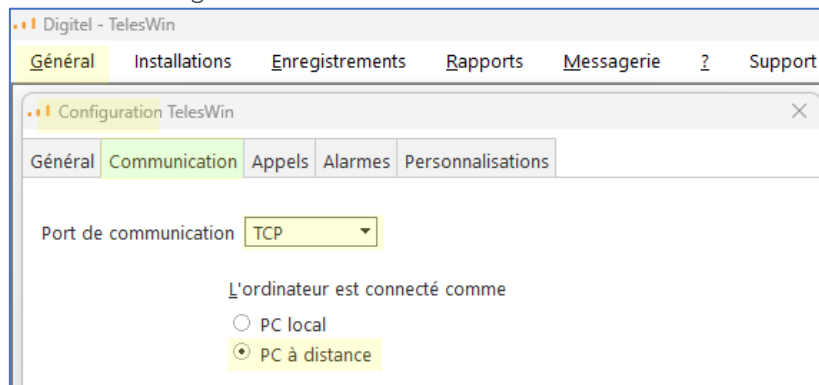 Digitel - TelesWin
Général Installations Enregistrements Rapports Messagerie ? Support
Configuration TelesWin
Général Communication Appels Alarmes Personnalisations
Port de communication TCP
L'ordinateur est connecté comme
PC local
PC à distance